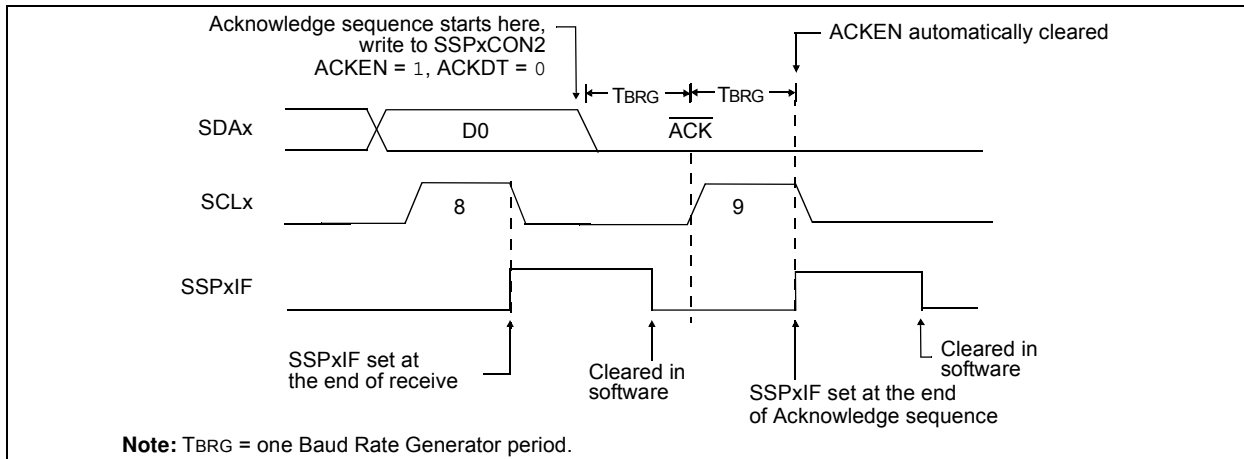 Acknowledge sequence starts here,
write to SSPxCON2
ACKEN = 1, ACKDT = 0
ACKEN automatically cleared
TBRG
TBRG
SDAx
D0
ACK
SCLx
8
9
SSPxIF
SSPxIF set at
the end of receive
Cleared in
software
SSPxIF set at the end
of Acknowledge sequence
Cleared in
software
Note: TBRG = one Baud Rate Generator period.